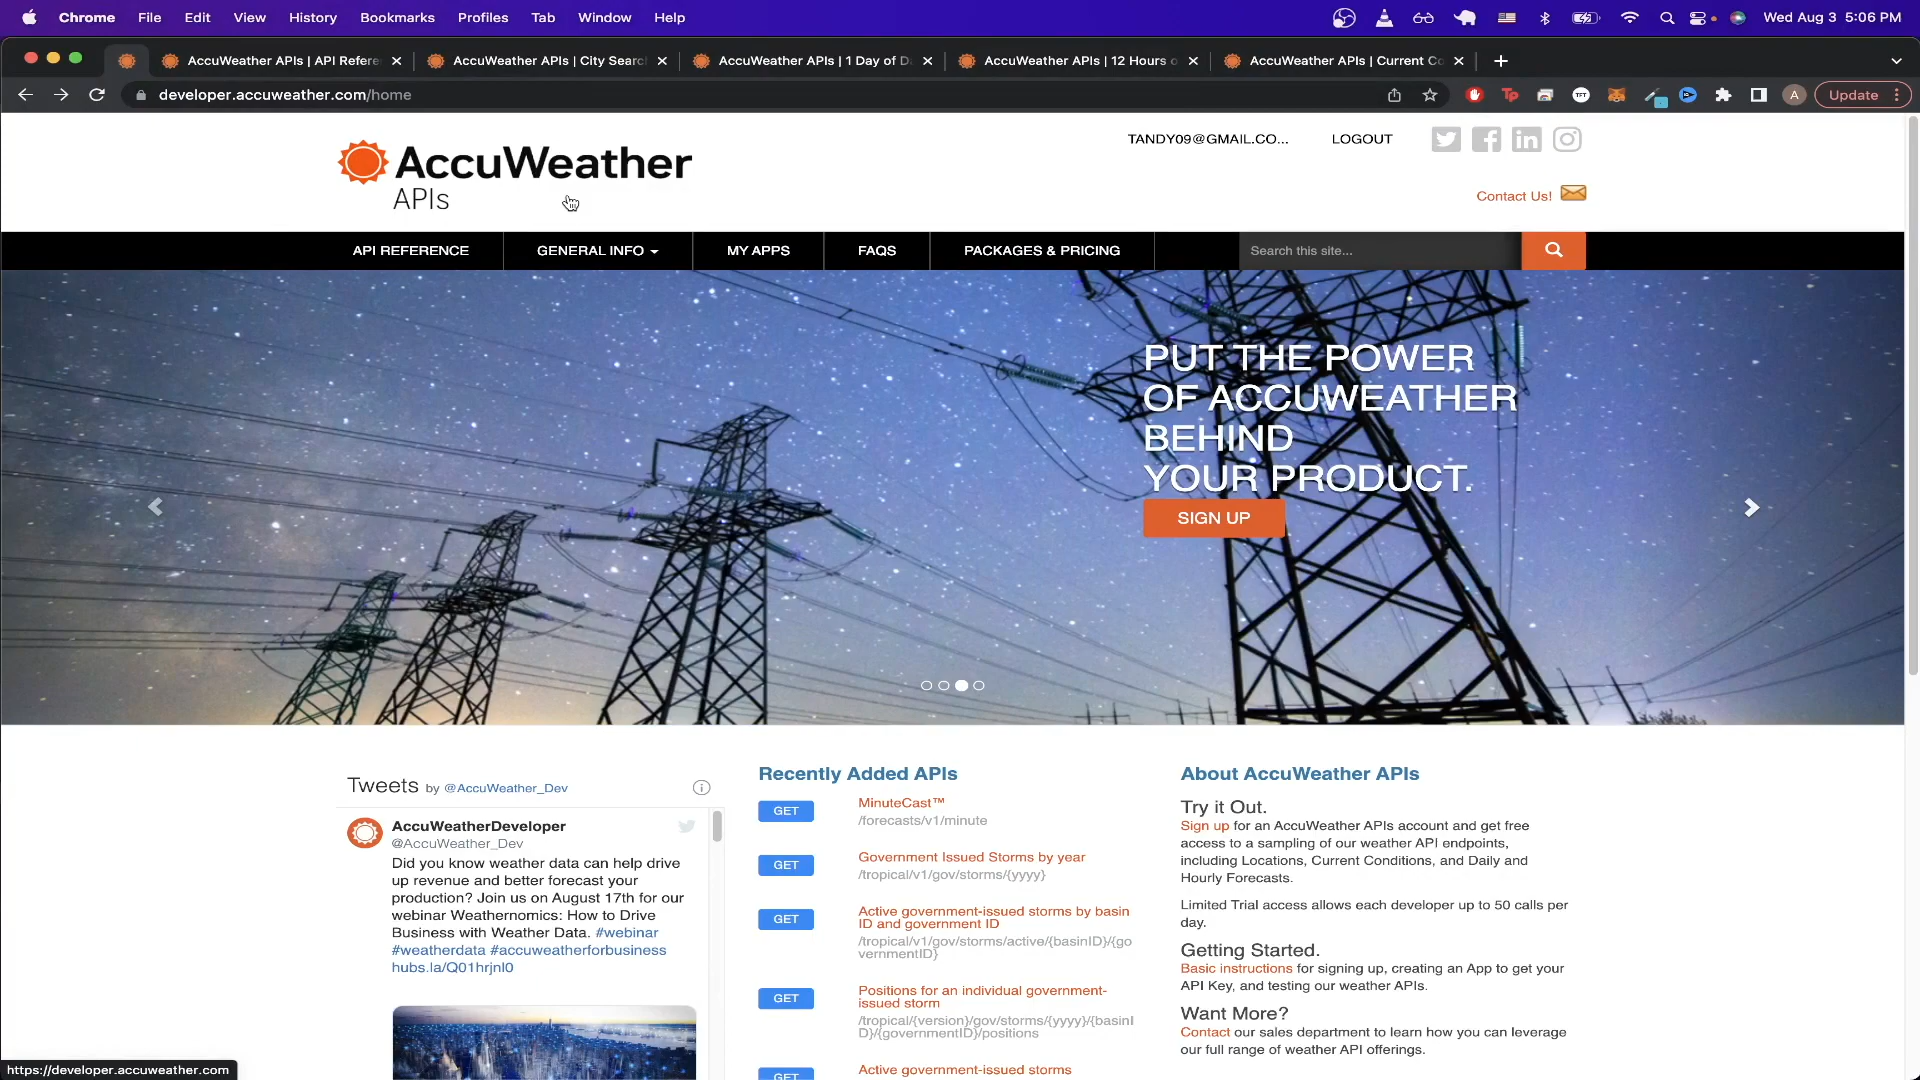 Chrome File Edit View History Bookmarks Profiles Tab Window Help Wed Aug 3 5:06 PM
AccuWeather APIs | API Refere AccuWeather APIs | City Searc AccuWeather APIs | 1 Day of D AccuWeather APIs | 12 Hours o AccuWeather APIs | Current Co
developer.accuweather.com/home A Update
TANDY09@GMAIL.CO... LOGOUT
AccuWeather
APIs
Contact Us!
API REFERENCE GENERAL INFO MY APPS FAQS PACKAGES & PRICING Search this site...
PUT THE POWER
OF ACCUWEATHER
BEHIND
YOUR PRODUCT.
SIGN UP
Tweets by @AccuWeather_Dev
AccuWeatherDeveloper
@AccuWeather_Dev
Did you know weather data can help drive
up revenue and better forecast your
production? Join us on August 17th for our
webinar Weathernomics: How to Drive
Business with Weather Data. #webinar
#weatherdata #accuweatherforbusiness
hubs.la/Q01hrjnl0
Recently Added APIs
GET MinuteCast™
/forecasts/v1/minute
GET Government Issued Storms by year
/tropical/v1/gov/storms/{yyyy}
GET Active government-issued storms by basin
ID and government ID
/tropical/v1/gov/storms/active/{basinID}/{go
vernmentID}
GET Positions for an individual government-
issued storm
/tropical/{version}/gov/storms/{yyyy}/{basinI
D}/{governmentID}/positions
GET Active government-issued storms
About AccuWeather APIs
Try it Out.
Sign up for an AccuWeather APIs account and get free
access to a sampling of our weather API endpoints,
including Locations, Current Conditions, and Daily and
Hourly Forecasts.
Limited Trial access allows each developer up to 50 calls per
day.
Getting Started.
Basic instructions for signing up, creating an App to get your
API Key, and testing our weather APIs.
Want More?
Contact our sales department to learn how you can leverage
our full range of weather API offerings.
https://developer.accuweather.com